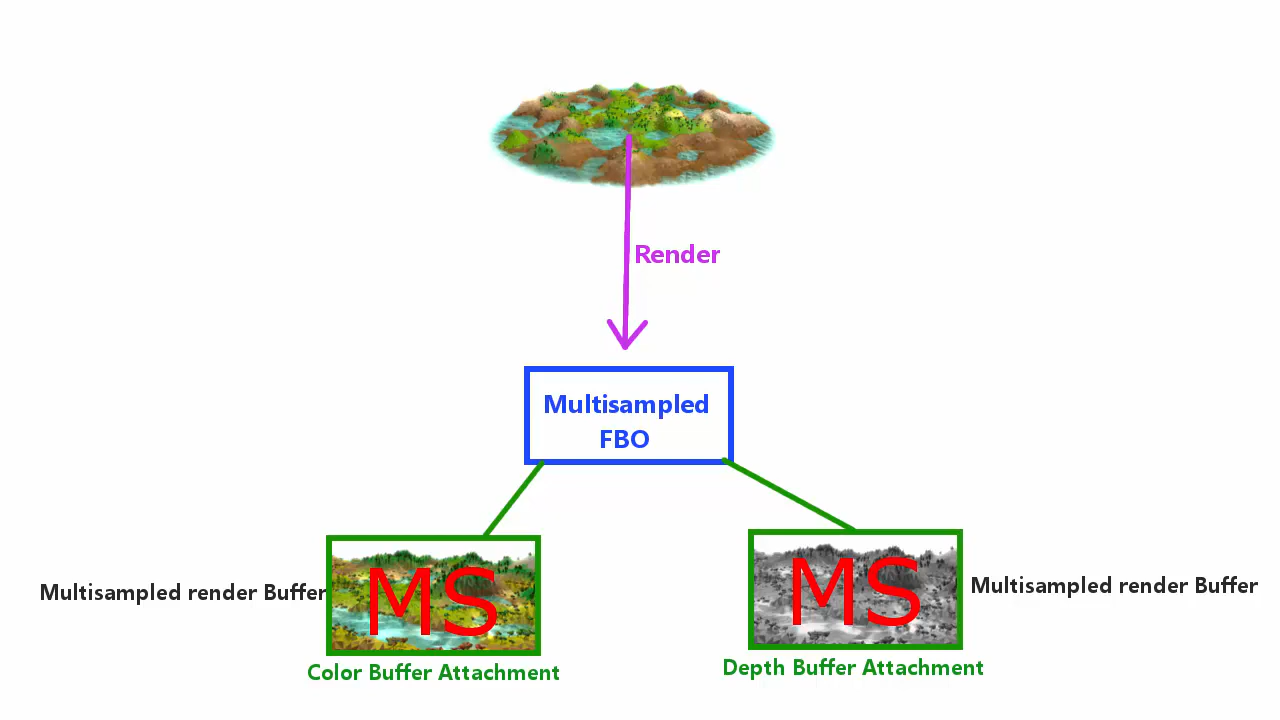 Render
Multisampled
FBO
Multisampled render Buffer
MS
MS
Multisampled render Buffer
Color Buffer Attachment
Depth Buffer Attachment